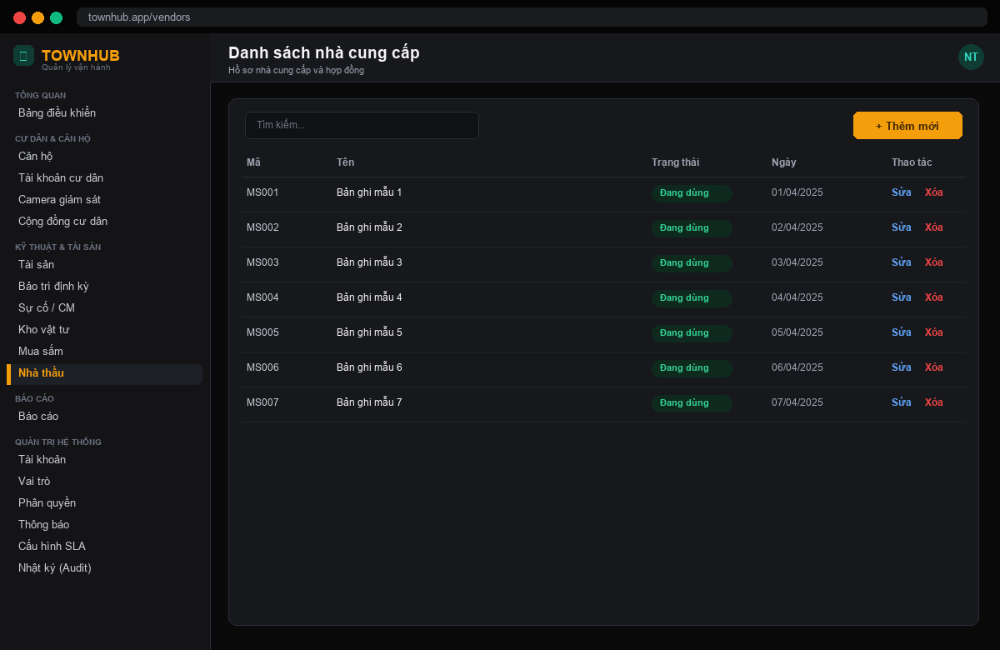 townhub.app/vendors
TOWNHUB
Quản lý vận hành
TỔNG QUAN
Bảng điều khiển
CƯ DÂN & CĂN HỘ
Căn hộ
Tài khoản cư dân
Camera giám sát
Cộng đồng cư dân
KỸ THUẬT & TÀI SẢN
Tài sản
Bảo trì định kỳ
Sự cố / CM
Kho vật tư
Mua sắm
Nhà thầu
BÁO CÁO
Báo cáo
QUẢN TRỊ HỆ THỐNG
Tài khoản
Vai trò
Phân quyền
Thông báo
Cấu hình SLA
Nhật ký (Audit)
Danh sách nhà cung cấp
Hồ sơ nhà cung cấp và hợp đồng
NT
Tìm kiếm...
+ Thêm mới
Mã Tên Trạng thái Ngày Thao tác
MS001 Bản ghi mẫu 1 Đang dùng 01/04/2025 Sửa Xóa
MS002 Bản ghi mẫu 2 Đang dùng 02/04/2025 Sửa Xóa
MS003 Bản ghi mẫu 3 Đang dùng 03/04/2025 Sửa Xóa
MS004 Bản ghi mẫu 4 Đang dùng 04/04/2025 Sửa Xóa
MS005 Bản ghi mẫu 5 Đang dùng 05/04/2025 Sửa Xóa
MS006 Bản ghi mẫu 6 Đang dùng 06/04/2025 Sửa Xóa
MS007 Bản ghi mẫu 7 Đang dùng 07/04/2025 Sửa Xóa